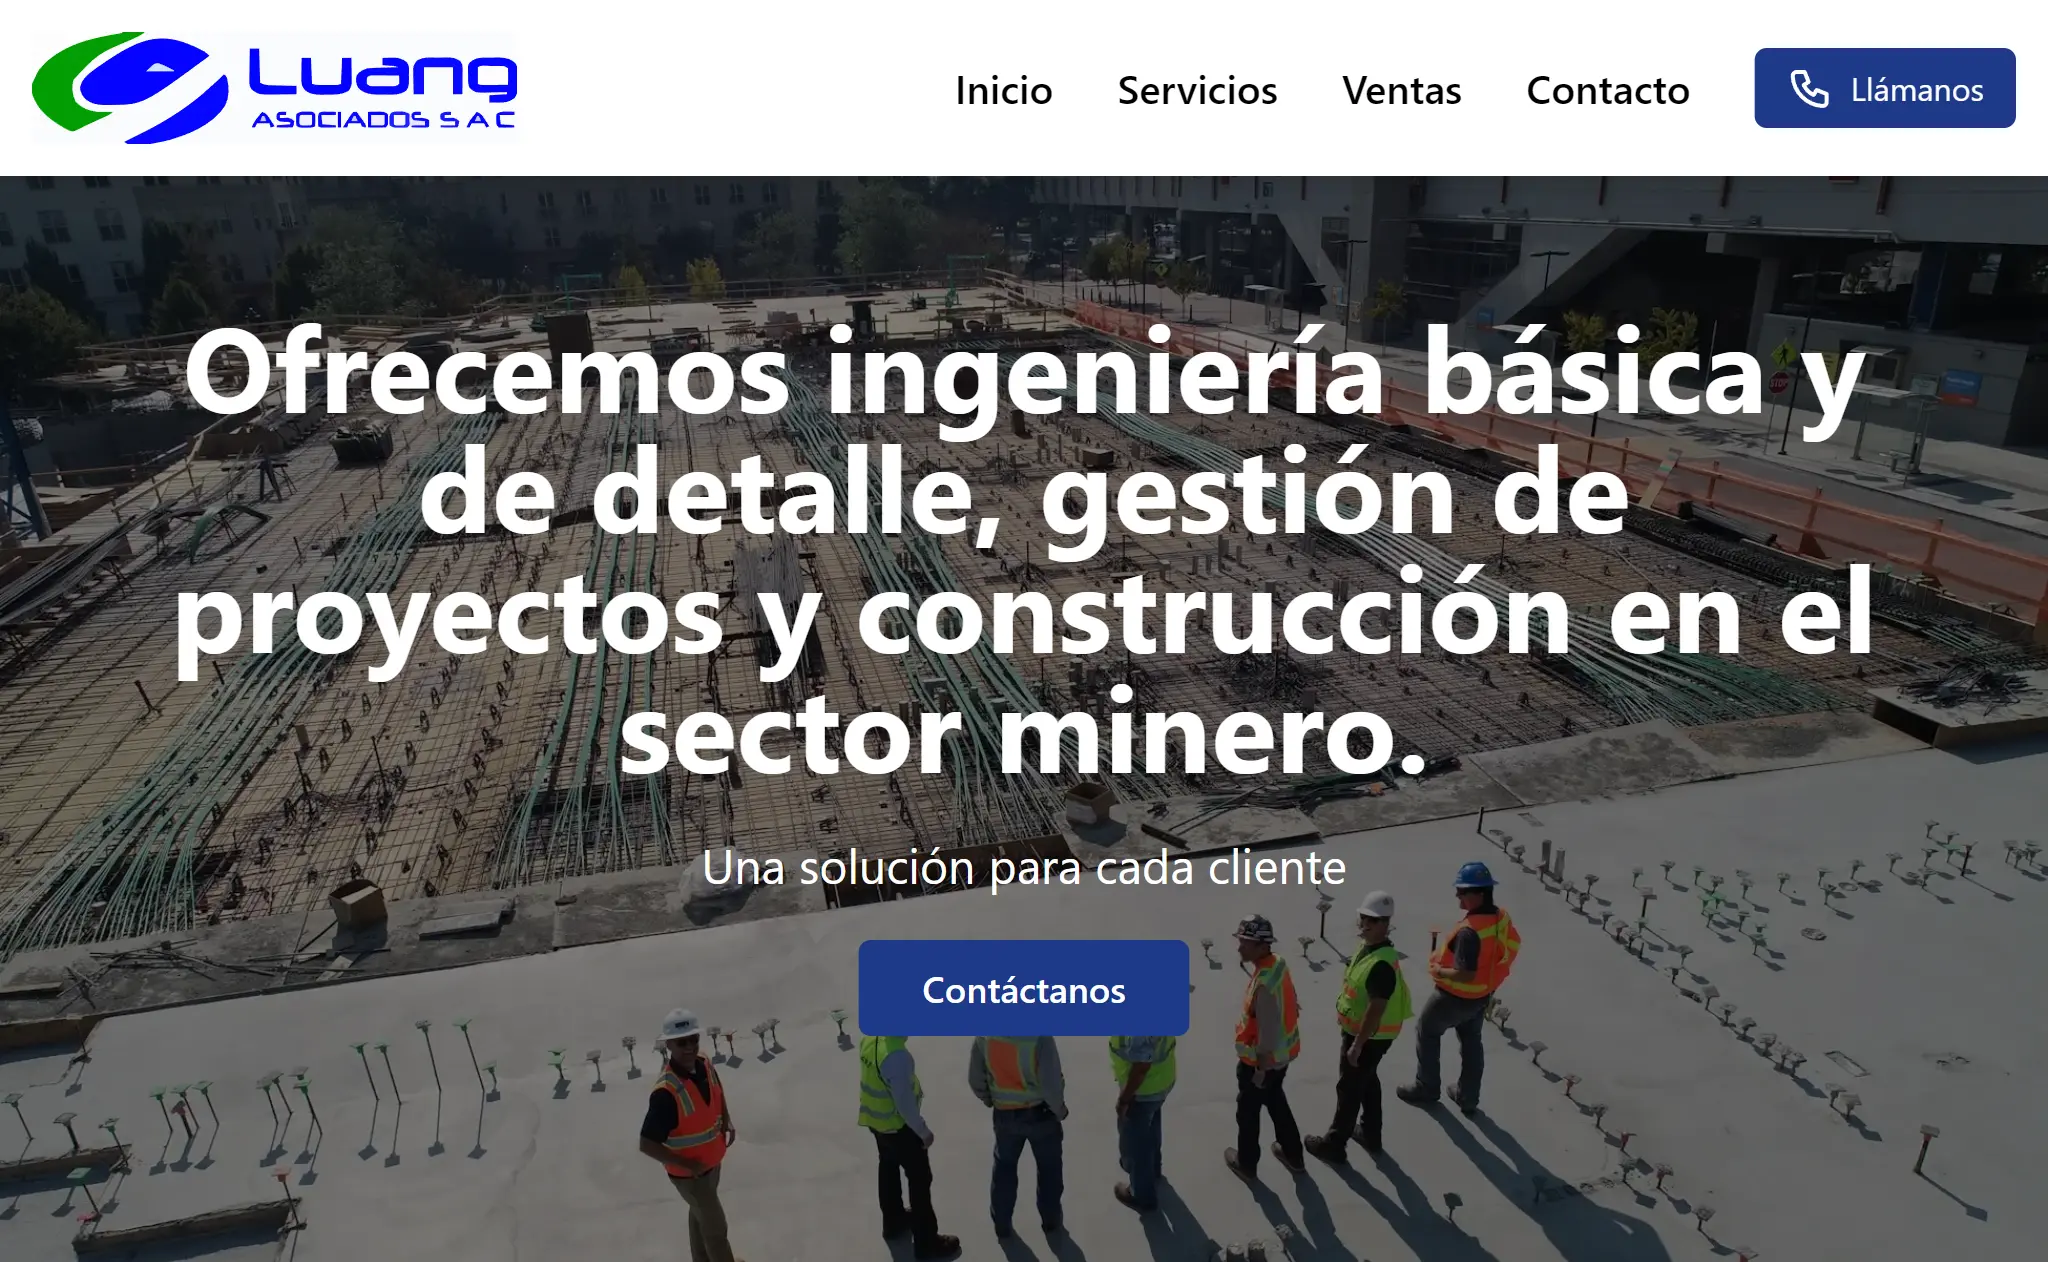 Luang
ASOCIADOS S A C
Inicio
Servicios
Ventas
Contacto
Llámanos
Ofrecemos ingeniería básica y
de detalle, gestión de
proyectos y construcción en el
sector minero.
Una solución para cada cliente
Contáctanos
STOP